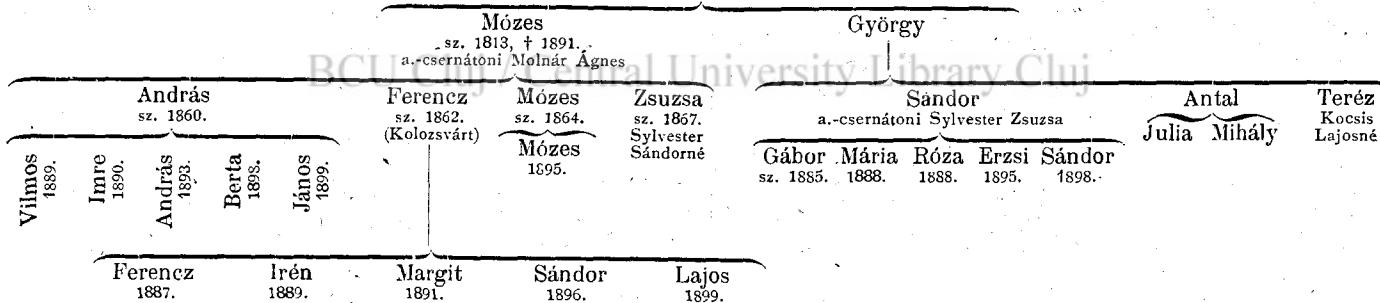 Mózes György
sz. 1813, † 1891.
a.-csernátoni Molnár Ágnes
BCU Cluj / Central University Library Cluj
András Ferencz Mózes Zsuzsa Sándor Antal Teréz
sz. 1860. sz. 1862. sz. 1864. sz. 1867. a.-csernátoni Sylvester Zsuzsa Kocsis
(Kolozsvárt) Sylvester Julia Mihály Lajosné
Mózes Sándorné
1895.
Vilmos Imre András Berta János
1889. 1890. 1893. 1898. 1899.
Gábor Mária Róza Erzsi Sándor
sz. 1885. 1888. 1888. 1895. 1898.
Ferencz Irén Margit Sándor Lajos
1887. 1889. 1891. 1896. 1899.